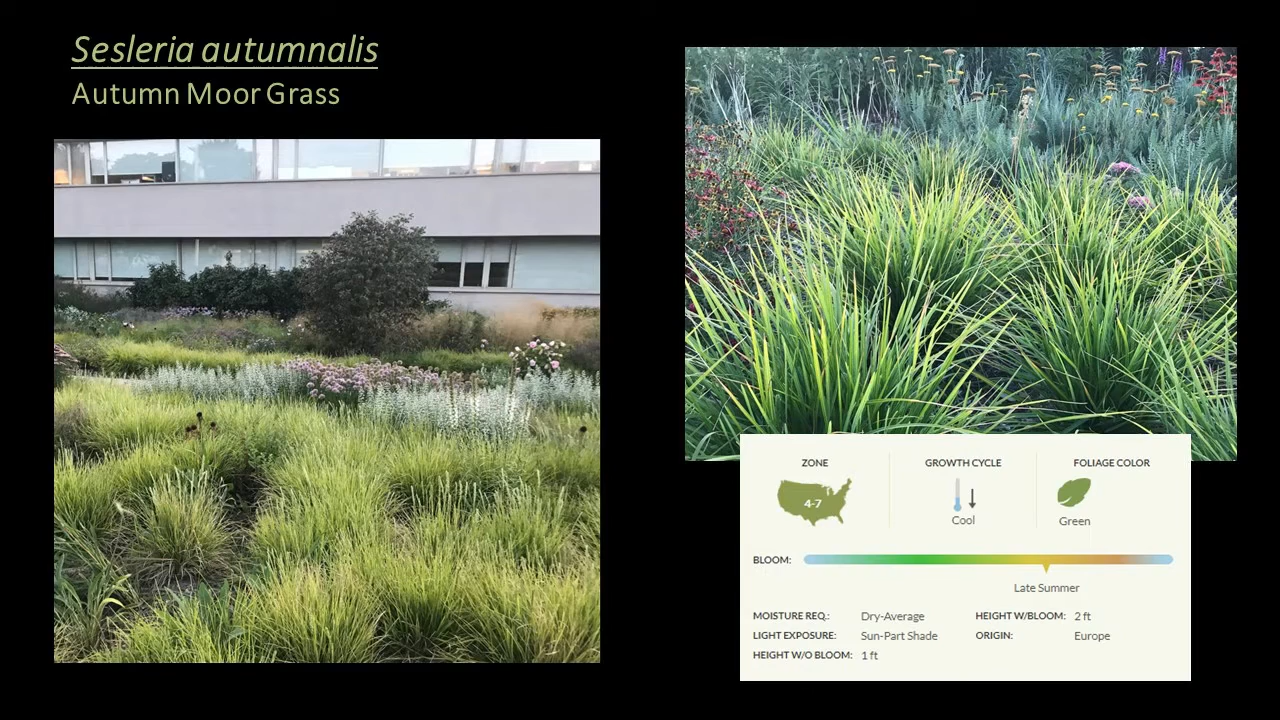 Sesleria autumnalis
Autumn Moor Grass
ZONE
GROWTH CYCLE
FOLIAGE COLOR
4-7
Cool
Green
BLOOM:
Late Summer
MOISTURE REQ.: Dry-Average
HEIGHT W/BLOOM: 2 ft
LIGHT EXPOSURE: Sun-Part Shade
ORIGIN: Europe
HEIGHT W/O BLOOM: 1 ft